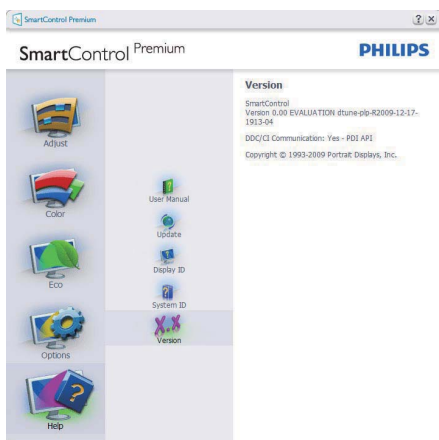 SmartControl Premium
SmartControl Premium
PHILIPS
Adjust
Color
Eco
Options
Help
User Manual
Update
Display ID
System ID
X.X
Version
Version
SmartControl
Version 0.00 EVALUATION dtune-plp-R2009-12-17-
1913-04
DDC/CI Communication: Yes - PDI API
Copyright © 1993-2009 Portrait Displays, Inc.